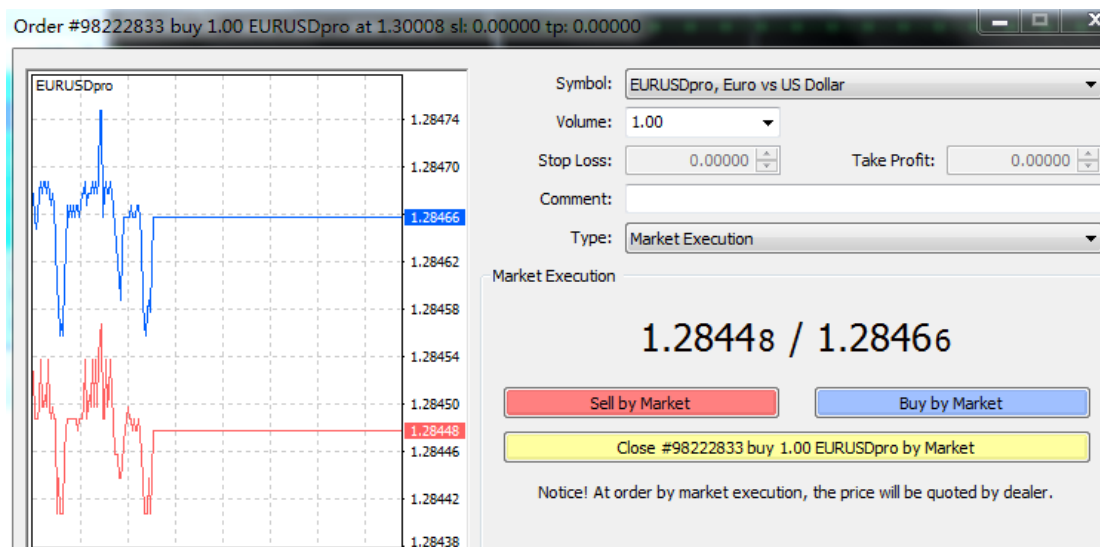 Order #98222833 buy 1.00 EURUSDpro at 1.30008 sl: 0.00000 tp: 0.00000
EURUSDpro
1.28474
1.28470
1.28466
1.28462
1.28458
1.28454
1.28450
1.28448
1.28446
1.28442
1.28438
Symbol: EURUSDpro, Euro vs US Dollar
Volume: 1.00
Stop Loss: 0.00000 Take Profit: 0.00000
Comment:
Type: Market Execution
Market Execution
1.28448 / 1.28466
Sell by Market Buy by Market
Close #98222833 buy 1.00 EURUSDpro by Market
Notice! At order by market execution, the price will be quoted by dealer.